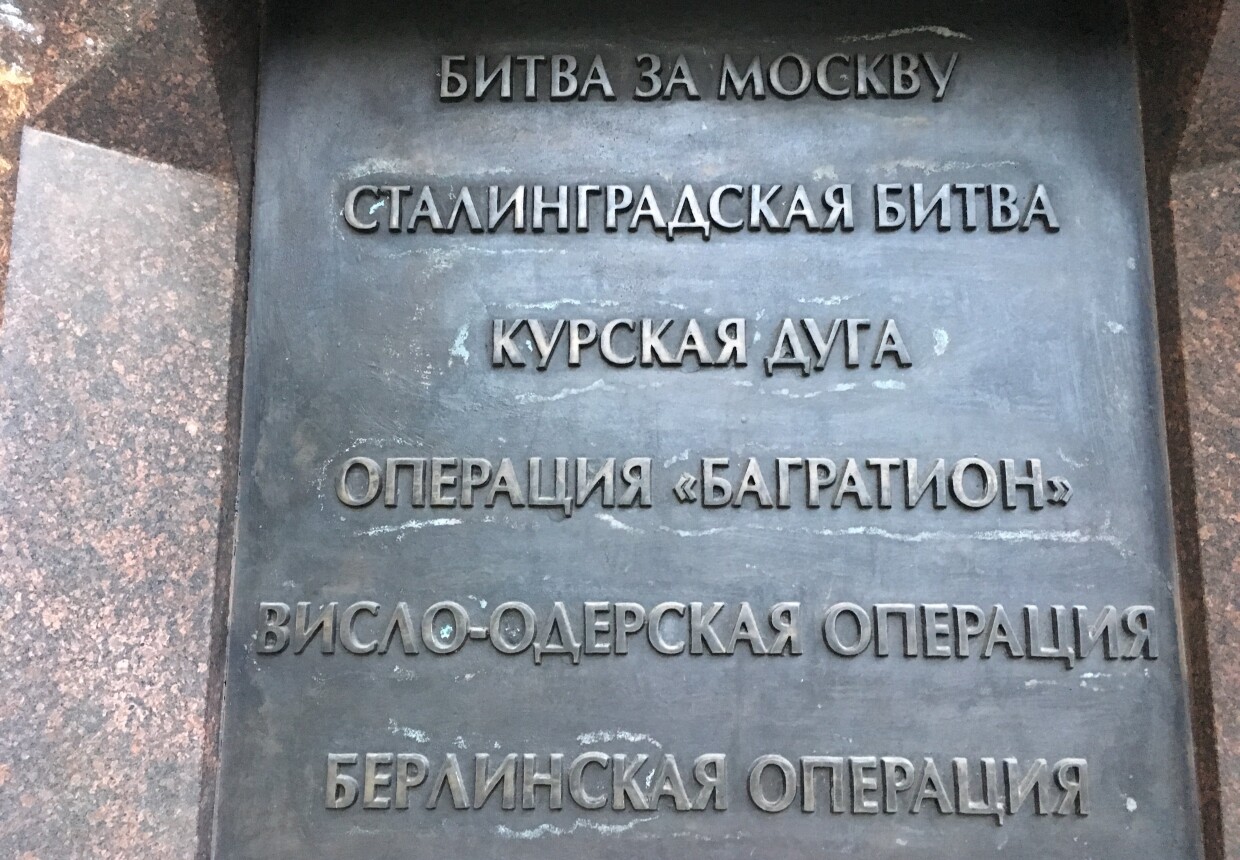 БИТВА ЗА МОСКВУ
СТАЛИНГРАДСКАЯ БИТВА
КУРСКАЯ ДУГА
ОПЕРАЦИЯ «БАГРАТИОН»
ВИСЛО-ОДЕРСКАЯ ОПЕРАЦИЯ
БЕРЛИНСКАЯ ОПЕРАЦИЯ